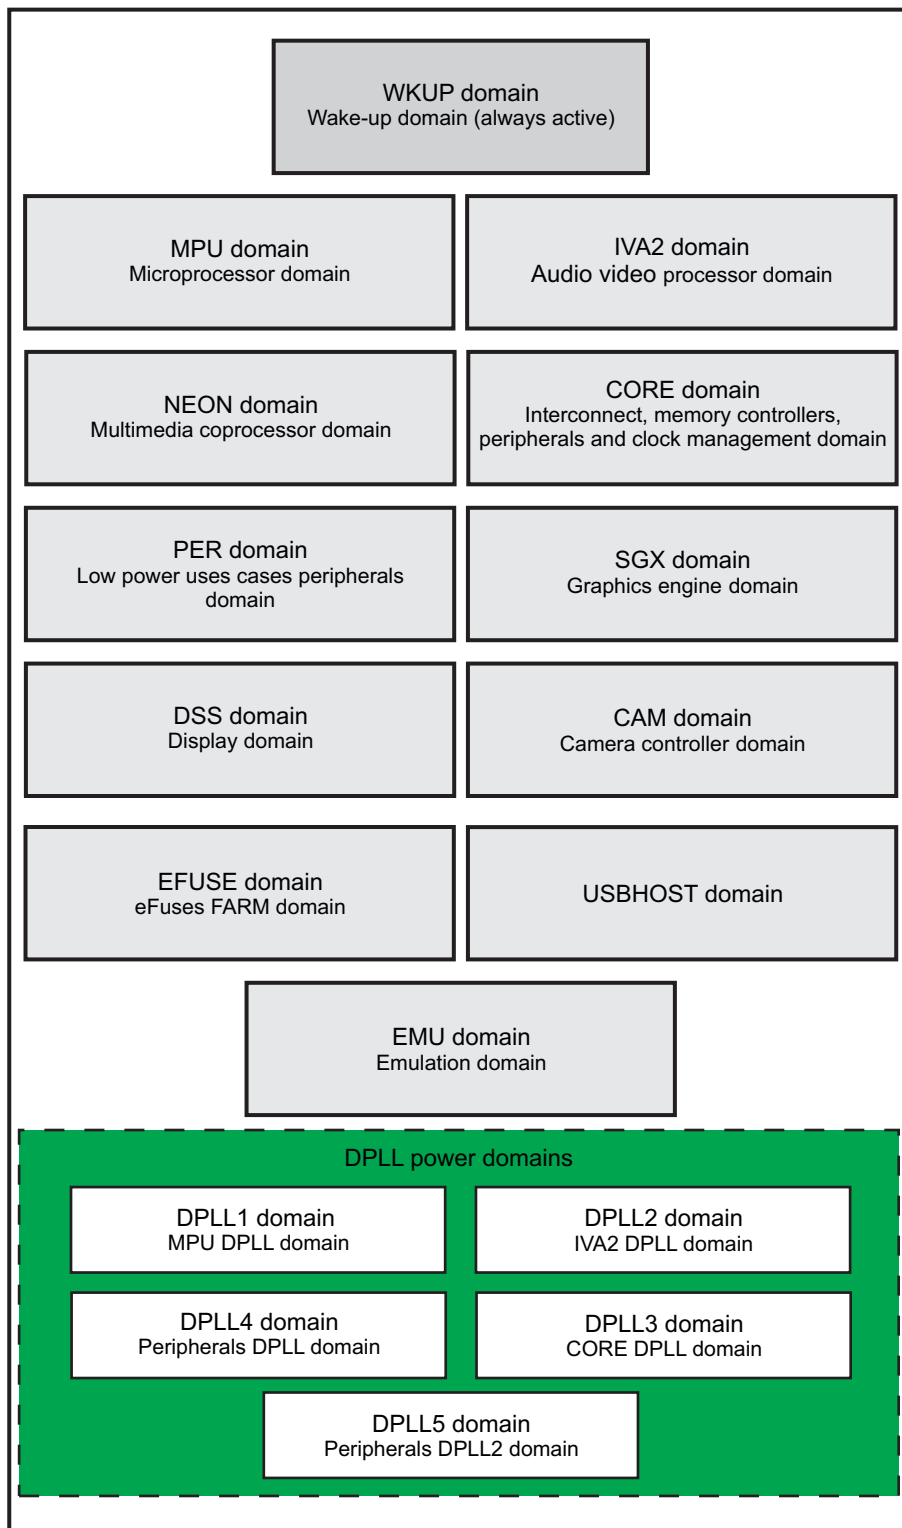 WKUP domain
Wake-up domain (always active)
MPU domain
Microprocessor domain
IVA2 domain
Audio video processor domain
NEON domain
Multimedia coprocessor domain
CORE domain
Interconnect, memory controllers,
peripherals and clock management domain
PER domain
Low power uses cases peripherals
domain
SGX domain
Graphics engine domain
DSS domain
Display domain
CAM domain
Camera controller domain
EFUSE domain
eFuses FARM domain
USBHOST domain
EMU domain
Emulation domain
DPLL power domains
DPLL1 domain
MPU DPLL domain
DPLL2 domain
IVA2 DPLL domain
DPLL4 domain
Peripherals DPLL domain
DPLL3 domain
CORE DPLL domain
DPLL5 domain
Peripherals DPLL2 domain